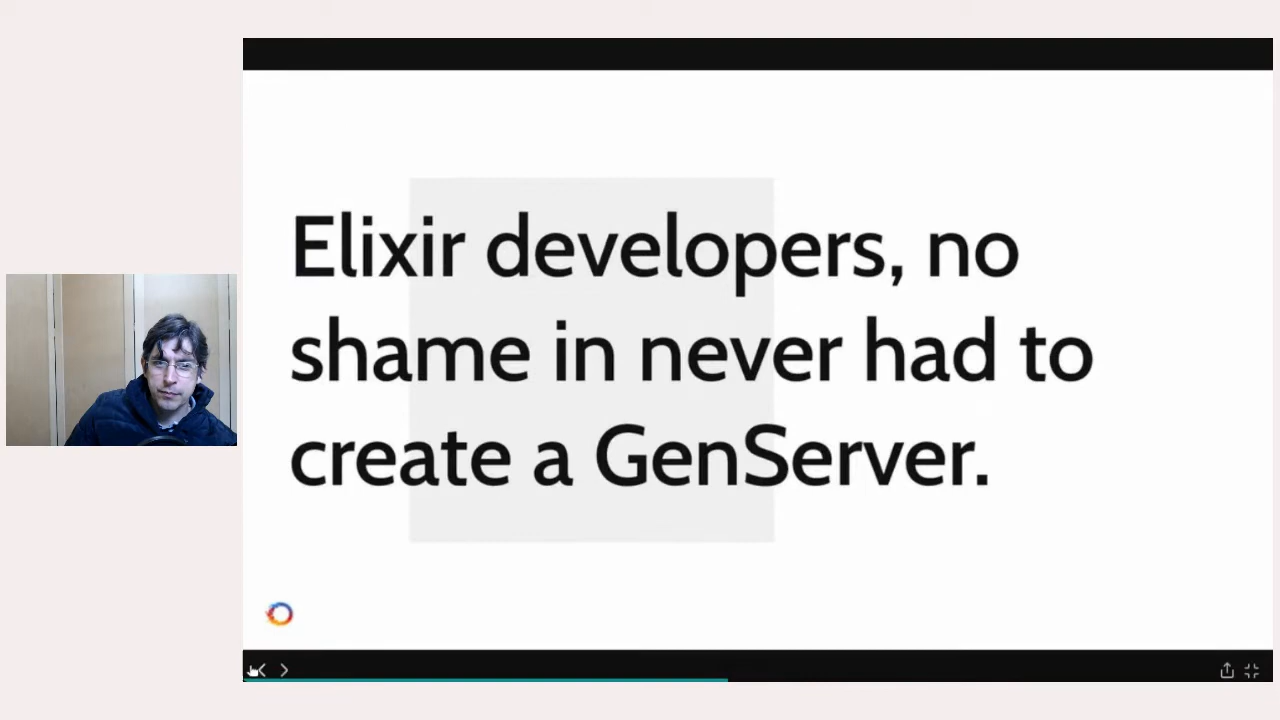 Elixir developers, no
shame in never had to
create a GenServer.